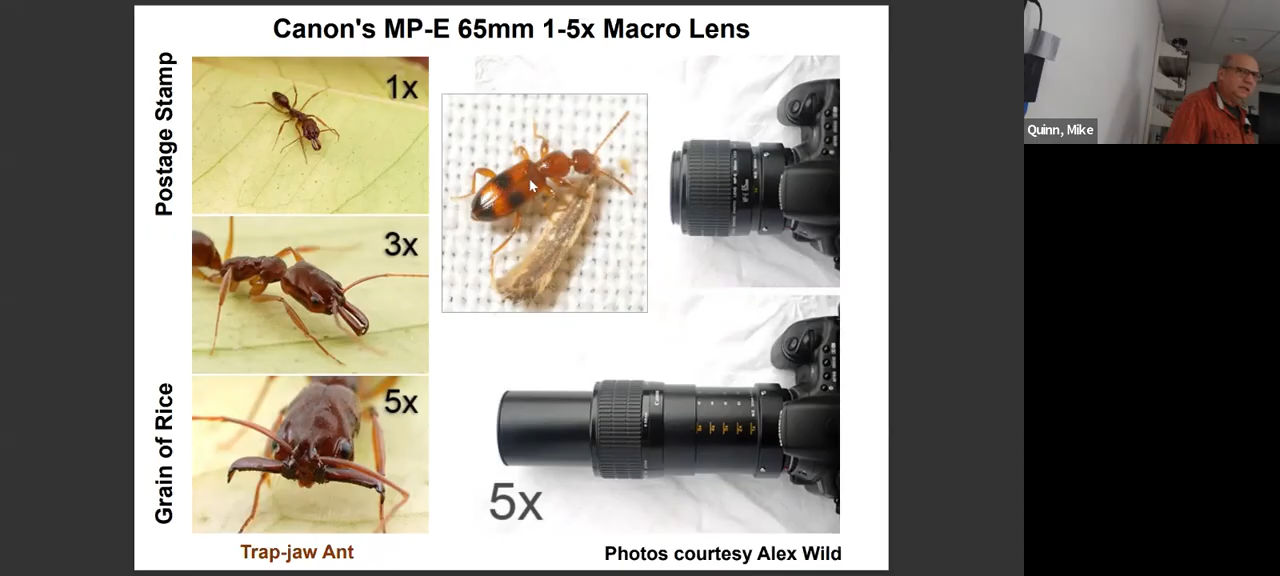 Canon's MP-E 65mm 1-5x Macro Lens
Postage Stamp
1x
3x
Grain of Rice
5x
5x
Trap-jaw Ant
Photos courtesy Alex Wild
Quinn, Mike